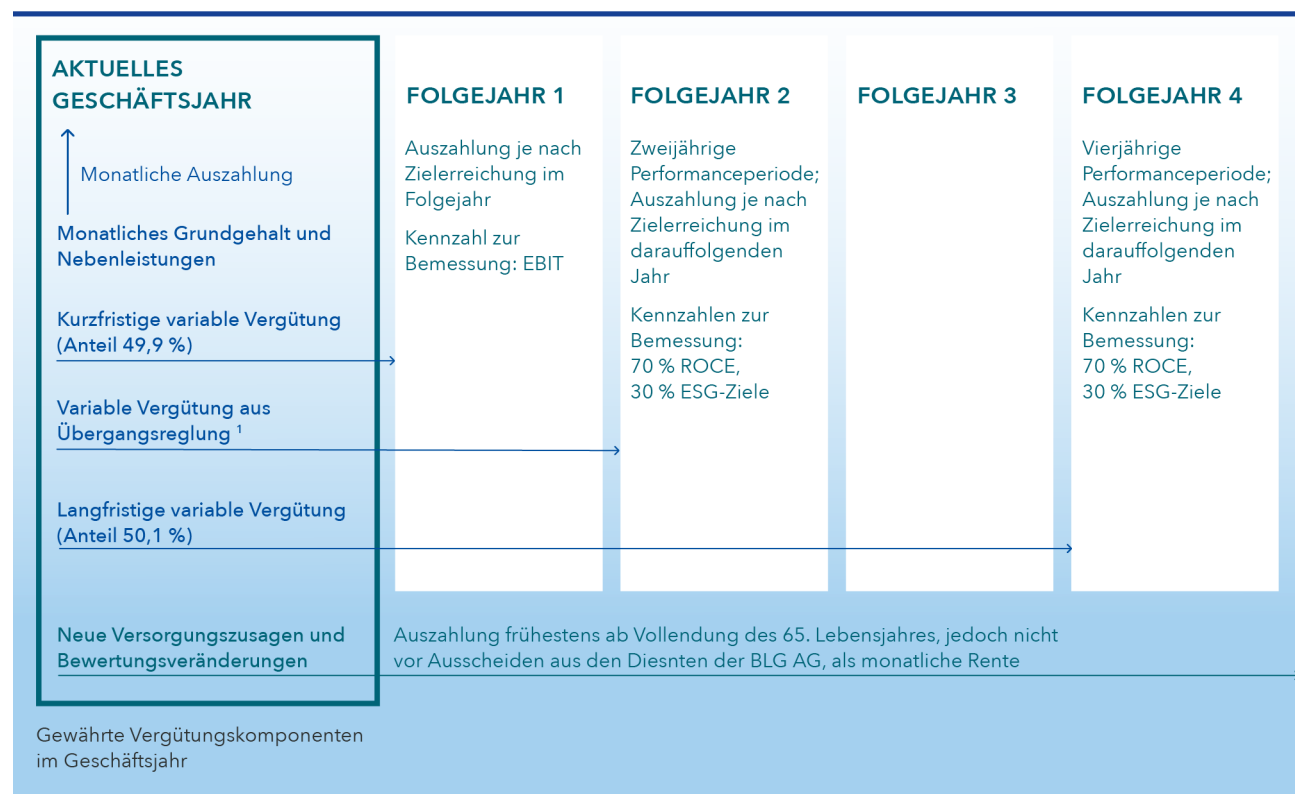 AKTUELLES
GESCHÄFTSJAHR
Monatliche Auszahlung
Monatliches Grundgehalt und
Nebenleistungen
Kurzfristige variable Vergütung
(Anteil 49,9 %)
Variable Vergütung aus
Übergangsreglung ¹
Langfristige variable Vergütung
(Anteil 50,1 %)
Neue Versorgungszusagen und
Bewertungsveränderungen
FOLGEJAHR 1
Auszahlung je nach
Zielerreichung im
Folgejahr
Kennzahl zur
Bemessung: EBIT
FOLGEJAHR 2
Zweijährige
Performanceperiode;
Auszahlung je nach
Zielerreichung im
darauffolgenden
Jahr
Kennzahlen zur
Bemessung:
70 % ROCE,
30 % ESG-Ziele
FOLGEJAHR 3
FOLGEJAHR 4
Vierjährige
Performanceperiode;
Auszahlung je nach
Zielerreichung im
darauffolgenden
Jahr
Kennzahlen zur
Bemessung:
70 % ROCE,
30 % ESG-Ziele
Auszahlung frühestens ab Vollendung des 65. Lebensjahres, jedoch nicht
vor Ausscheiden aus den Diesnten der BLG AG, als monatliche Rente
Gewährte Vergütungskomponenten
im Geschäftsjahr